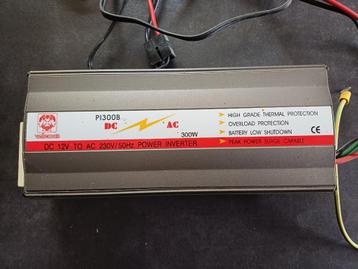 PI300B
DC AC
300W
DC 12V TO AC 230V/50Hz POWER INVERTER
HIGH GRADE THERMAL PROTECTION
OVERLOAD PROTECTION
BATTERY LOW SHUTDOWN
PEAK POWER SURGE CAPABLE
CE